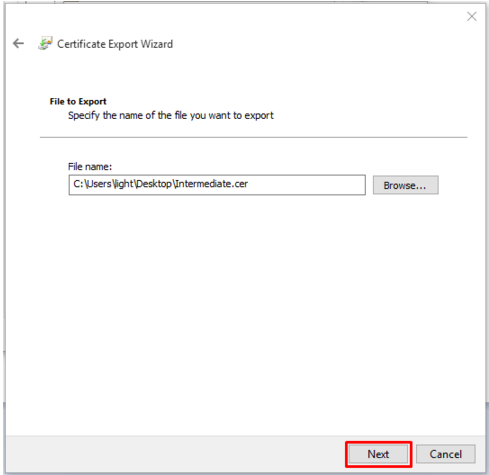 Certificate Export Wizard
File to Export
Specify the name of the file you want to export
File name:
C:\Users\light\Desktop\Intermediate.cer
Browse...
Next
Cancel